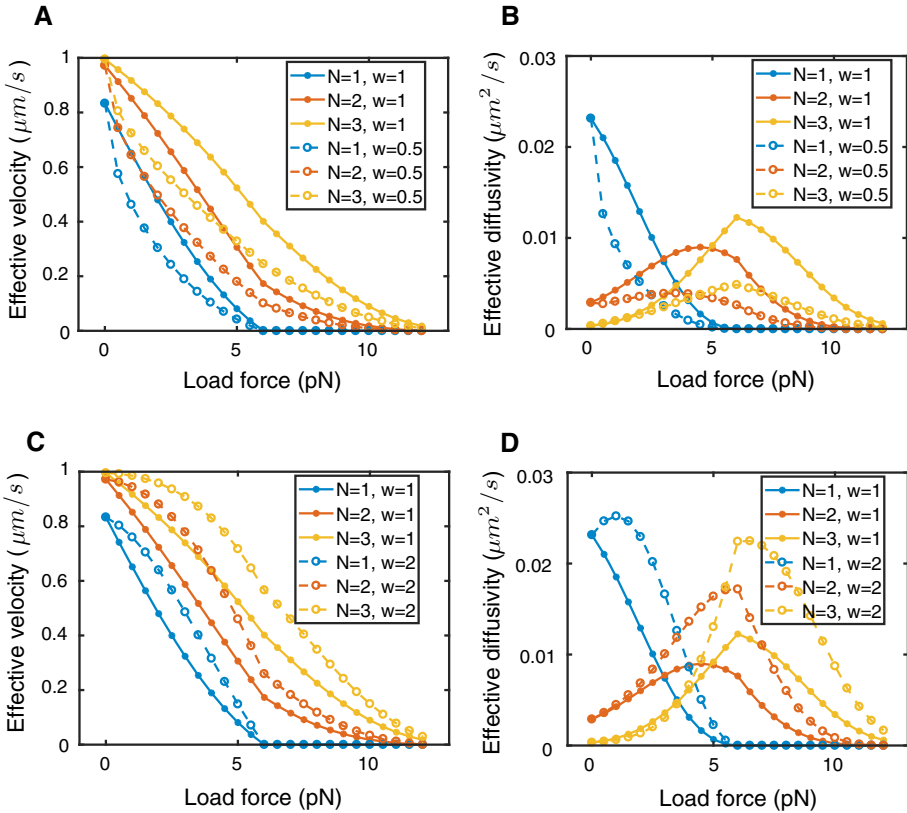 A
Effective velocity (μm/s)
1
0.8
0.6
0.4
0.2
0
0
5
10
Load force (pN)
N=1, w=1
N=2, w=1
N=3, w=1
N=1, w=0.5
N=2, w=0.5
N=3, w=0.5
B
Effective diffusivity (μm²/s)
0.03
0.02
0.01
0
0
5
10
Load force (pN)
N=1, w=1
N=2, w=1
N=3, w=1
N=1, w=0.5
N=2, w=0.5
N=3, w=0.5
C
Effective velocity (μm/s)
1
0.8
0.6
0.4
0.2
0
0
5
10
Load force (pN)
N=1, w=1
N=2, w=1
N=3, w=1
N=1, w=2
N=2, w=2
N=3, w=2
D
Effective diffusivity (μm²/s)
0.03
0.02
0.01
0
0
5
10
Load force (pN)
N=1, w=1
N=2, w=1
N=3, w=1
N=1, w=2
N=2, w=2
N=3, w=2